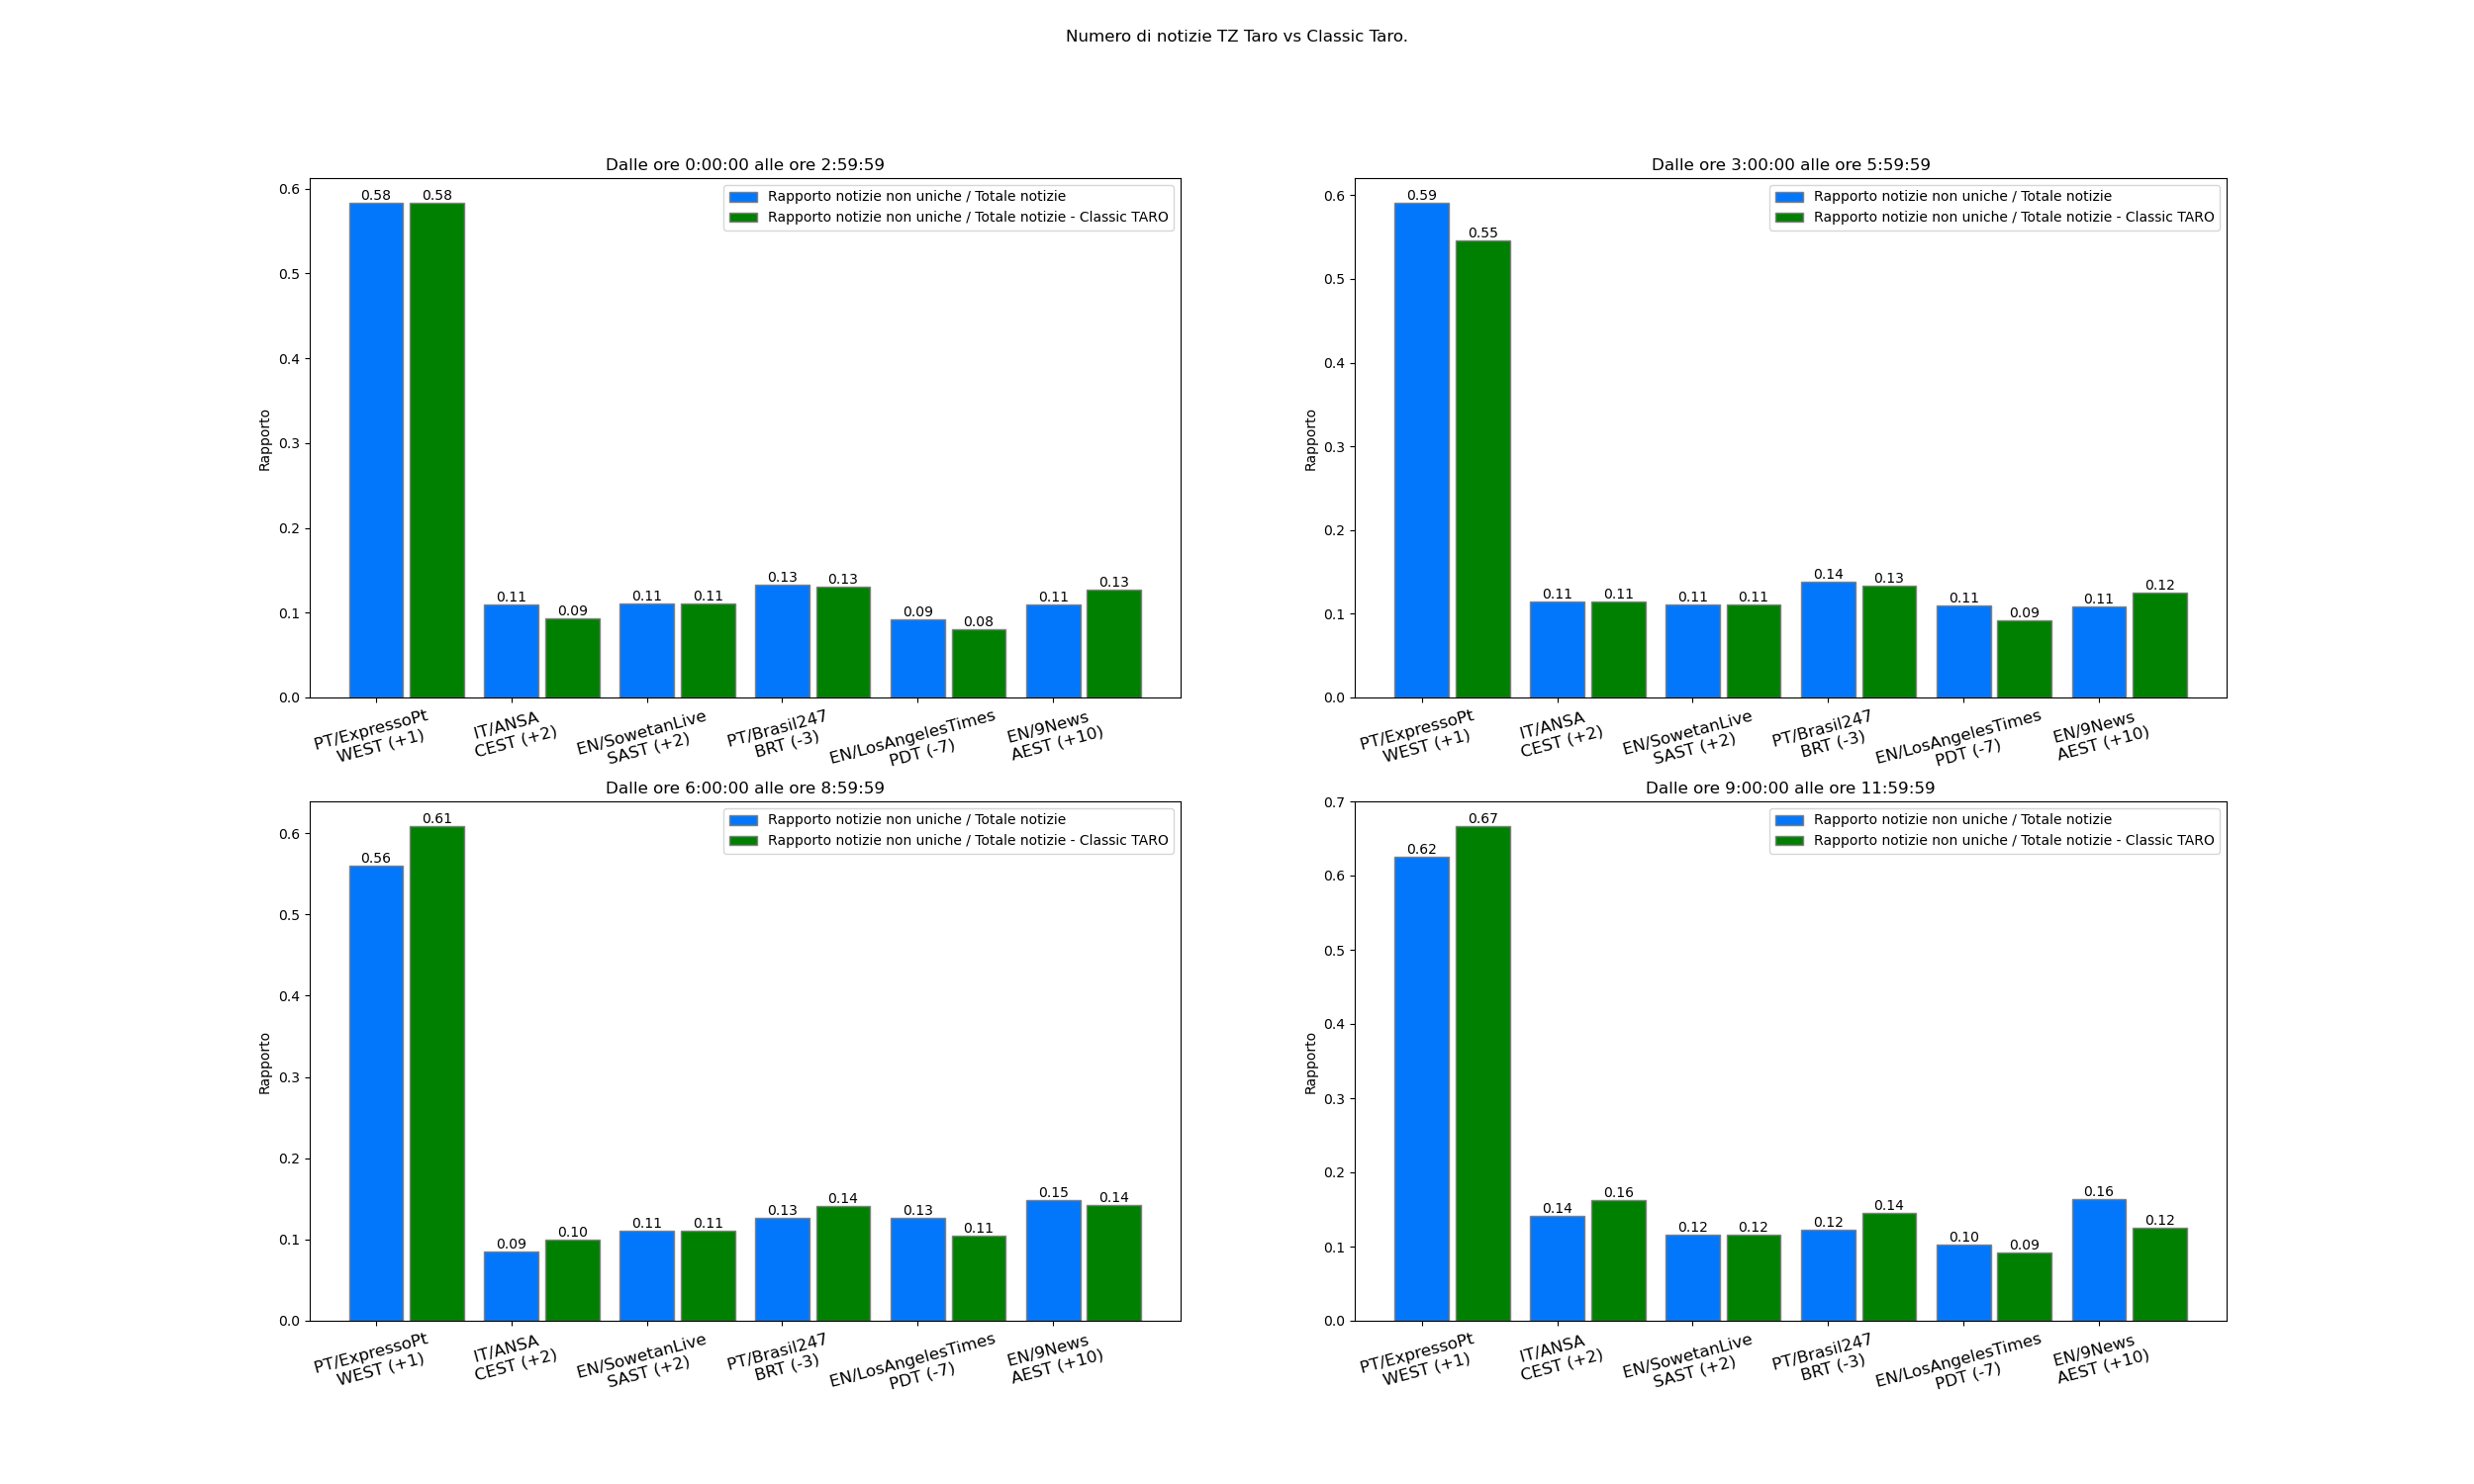 Numero di notizie TZ Taro vs Classic Taro.
Dalle ore 0:00:00 alle ore 2:59:59
Rapporto notizie non uniche / Totale notizie
Rapporto notizie non uniche / Totale notizie - Classic TARO
Rapporto
0.6
0.5
0.4
0.3
0.2
0.1
0.0
0.58
0.58
0.11
0.09
0.11
0.11
0.13
0.13
0.09
0.08
0.11
0.13
PT/ExpressoPt
WEST (+1)
IT/ANSA
CEST (+2)
EN/SowetanLive
SAST (+2)
PT/Brasil247
BRT (-3)
EN/LosAngelesTimes
PDT (-7)
EN/9News
AEST (+10)
Dalle ore 3:00:00 alle ore 5:59:59
Rapporto notizie non uniche / Totale notizie
Rapporto notizie non uniche / Totale notizie - Classic TARO
Rapporto
0.6
0.5
0.4
0.3
0.2
0.1
0.0
0.59
0.55
0.11
0.11
0.11
0.11
0.14
0.13
0.11
0.09
0.11
0.12
PT/ExpressoPt
WEST (+1)
IT/ANSA
CEST (+2)
EN/SowetanLive
SAST (+2)
PT/Brasil247
BRT (-3)
EN/LosAngelesTimes
PDT (-7)
EN/9News
AEST (+10)
Dalle ore 6:00:00 alle ore 8:59:59
Rapporto notizie non uniche / Totale notizie
Rapporto notizie non uniche / Totale notizie - Classic TARO
Rapporto
0.6
0.5
0.4
0.3
0.2
0.1
0.0
0.56
0.61
0.09
0.10
0.11
0.11
0.13
0.14
0.13
0.11
0.15
0.14
PT/ExpressoPt
WEST (+1)
IT/ANSA
CEST (+2)
EN/SowetanLive
SAST (+2)
PT/Brasil247
BRT (-3)
EN/LosAngelesTimes
PDT (-7)
EN/9News
AEST (+10)
Dalle ore 9:00:00 alle ore 11:59:59
Rapporto notizie non uniche / Totale notizie
Rapporto notizie non uniche / Totale notizie - Classic TARO
Rapporto
0.7
0.6
0.5
0.4
0.3
0.2
0.1
0.0
0.62
0.67
0.14
0.16
0.12
0.12
0.12
0.14
0.10
0.09
0.16
0.12
PT/ExpressoPt
WEST (+1)
IT/ANSA
CEST (+2)
EN/SowetanLive
SAST (+2)
PT/Brasil247
BRT (-3)
EN/LosAngelesTimes
PDT (-7)
EN/9News
AEST (+10)